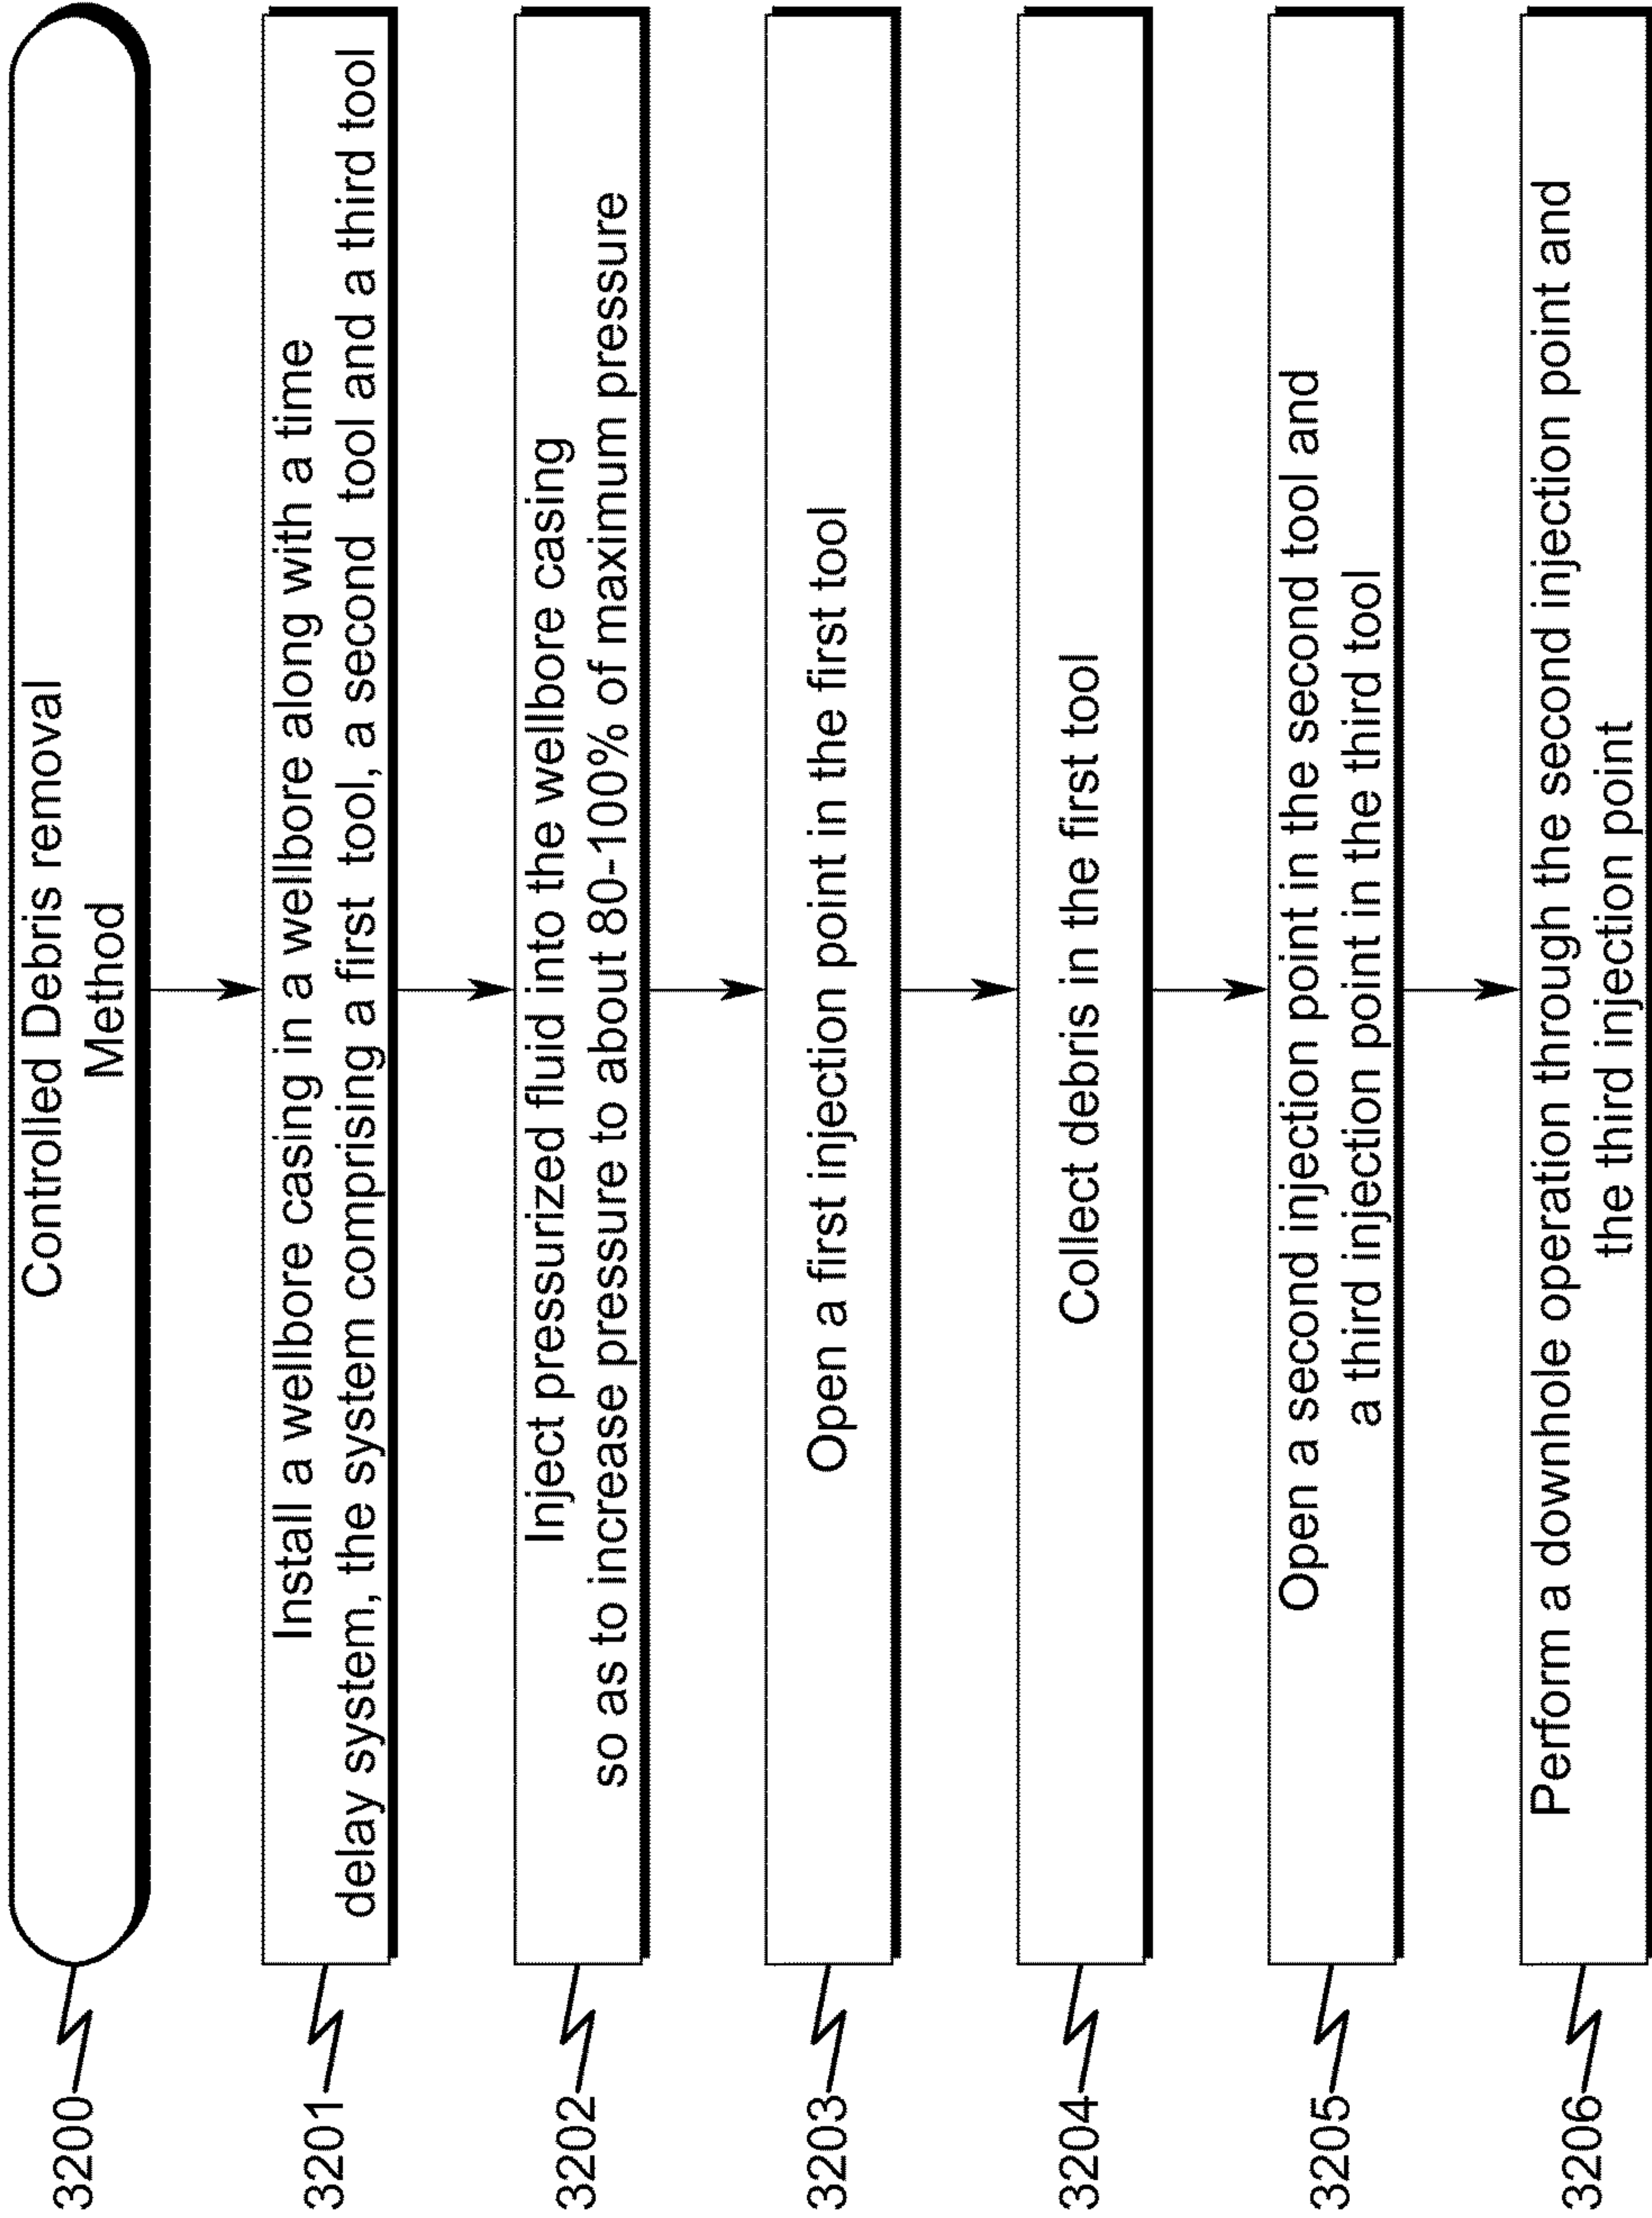 3200
Controlled Debris removal
Method
3201
Install a wellbore casing in a wellbore along with a time
delay system, the system comprising a first tool, a second tool and a third tool
3202
Inject pressurized fluid into the wellbore casing
so as to increase pressure to about 80-100% of maximum pressure
3203
Open a first injection point in the first tool
3204
Collect debris in the first tool
3205
Open a second injection point in the second tool and
a third injection point in the third tool
3206
Perform a downhole operation through the second injection point and
the third injection point